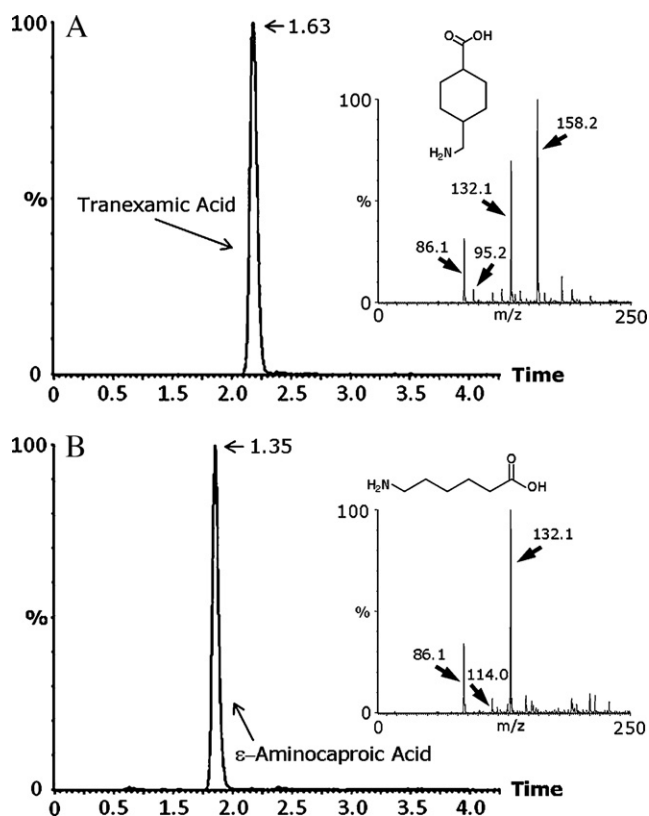 A
100
1.63
%
Tranexamic Acid
0
0 0.5 1.0 1.5 2.0 2.5 3.0 3.5 4.0 Time
O OH
H₂N
100
158.2
%
132.1
86.1 95.2
0
0 m/z 250
B
100
1.35
%
ε–Aminocaproic Acid
0
0 0.5 1.0 1.5 2.0 2.5 3.0 3.5 4.0 Time
H₂N O OH
100
132.1
%
86.1 114.0
0
0 m/z 250